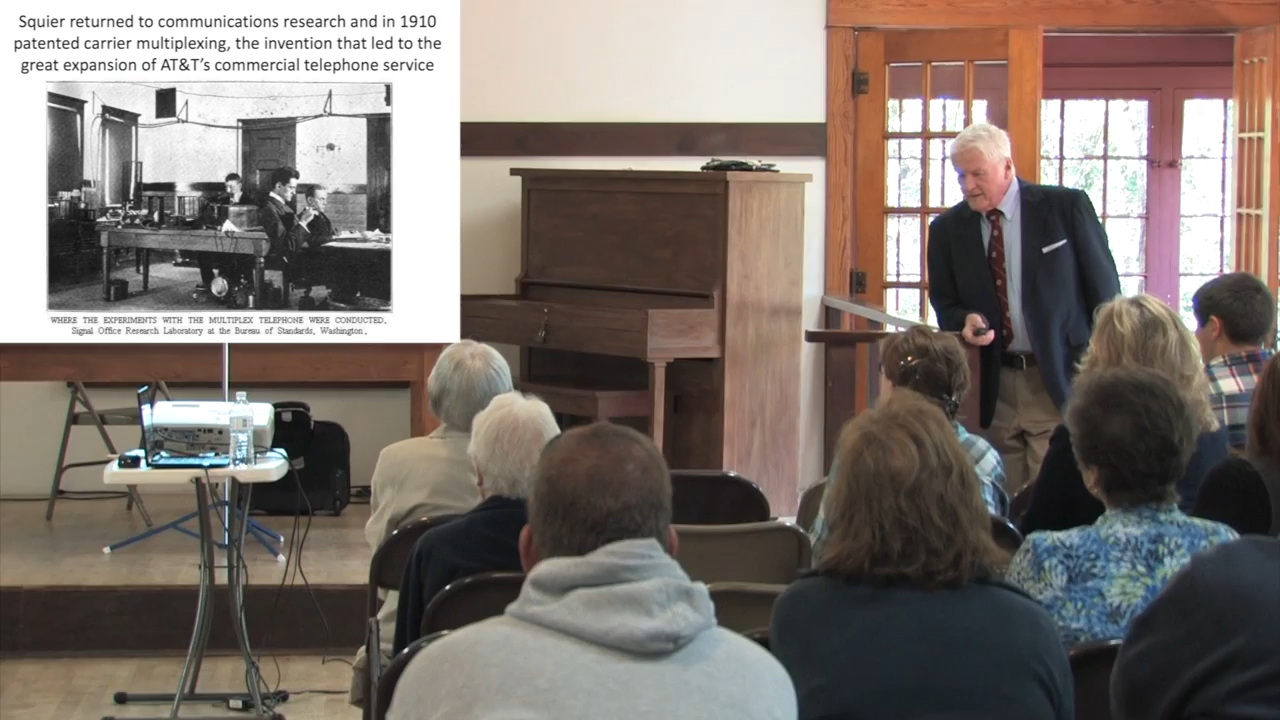 Squier returned to communications research and in 1910
patented carrier multiplexing, the invention that led to the
great expansion of AT&T's commercial telephone service
WHERE THE EXPERIMENTS WITH THE MULTIPLEX TELEPHONE WERE CONDUCTED.
Signal Office Research Laboratory at the Bureau of Standards, Washington.